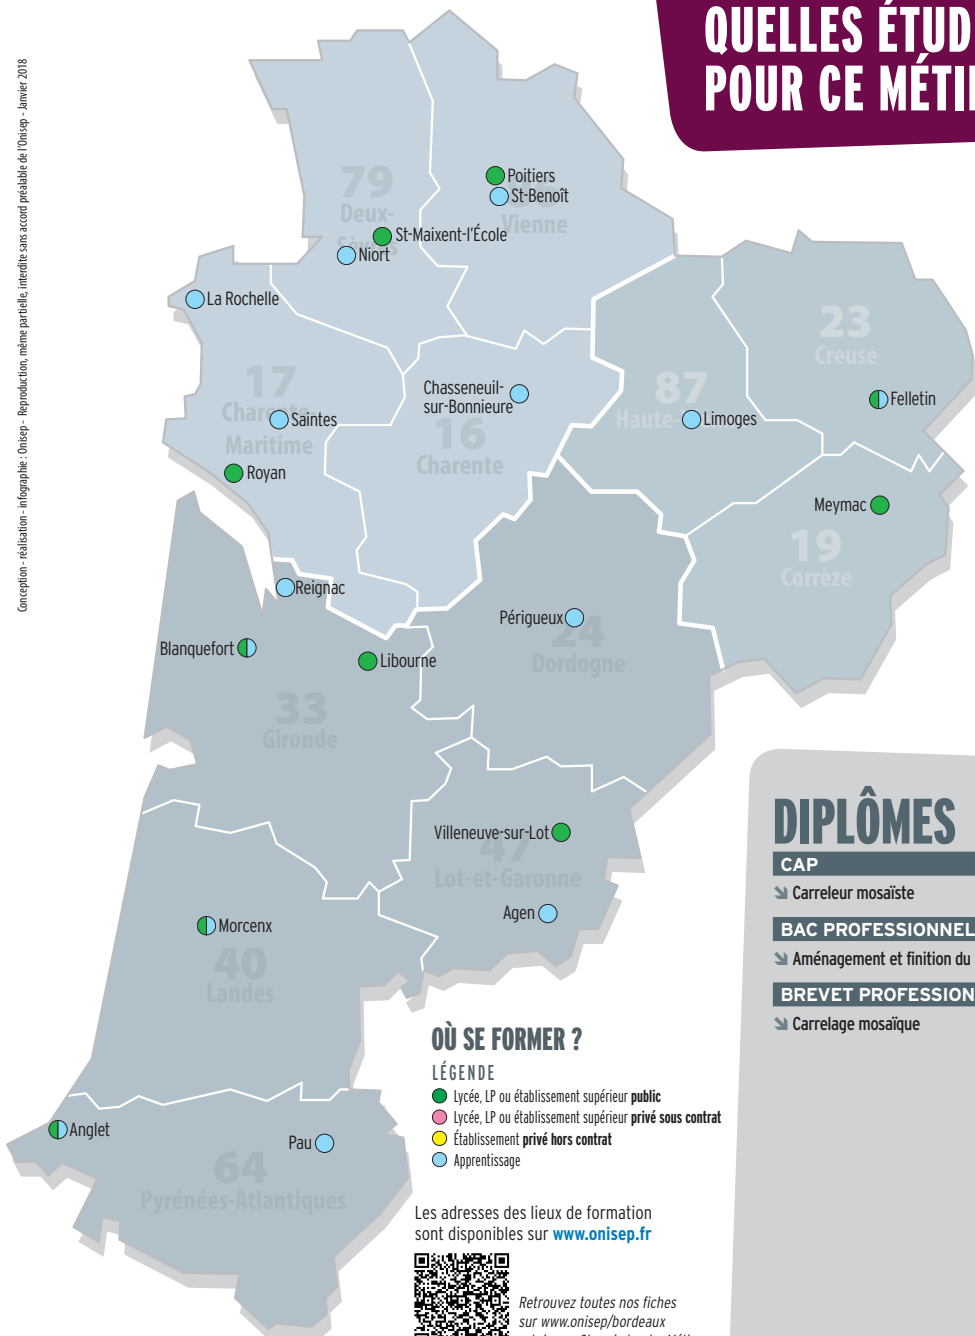 QUELLES ÉTUD
POUR CE MÉTI
Conception - réalisation - infographie : Onisep - Reproduction, même partielle, interdite sans accord préalable de l'Onisep - Janvier 2018
79
Deux-
Sèvres
Poitiers
St-Benoît
86
Vienne
St-Maixent-l'École
Niort
La Rochelle
17
Charente
Maritime
Saintes
Royan
Chasseneuil-
sur-Bonnieure
16
Charente
87
Haute-
Limoges
23
Creuse
Felletin
Meymac
19
Corrèze
Reignac
Blanquefort
Libourne
33
Gironde
Périgueux
24
Dordogne
Villeneuve-sur-Lot
47
Lot-et-Garonne
Agen
Morcenx
40
Landes
Anglet
Pau
64
Pyrénées-Atlantiques
OÙ SE FORMER ?
LÉGENDE
Lycée, LP ou établissement supérieur public
Lycée, LP ou établissement supérieur privé sous contrat
Établissement privé hors contrat
Apprentissage
Les adresses des lieux de formation
sont disponibles sur www.onisep.fr
Retrouvez toutes nos fiches
sur www.onisep/bordeaux
DIPLÔMES
CAP
Carreleur mosaïste
BAC PROFESSIONNEL
Aménagement et finition du
BREVET PROFESSION
Carrelage mosaïque